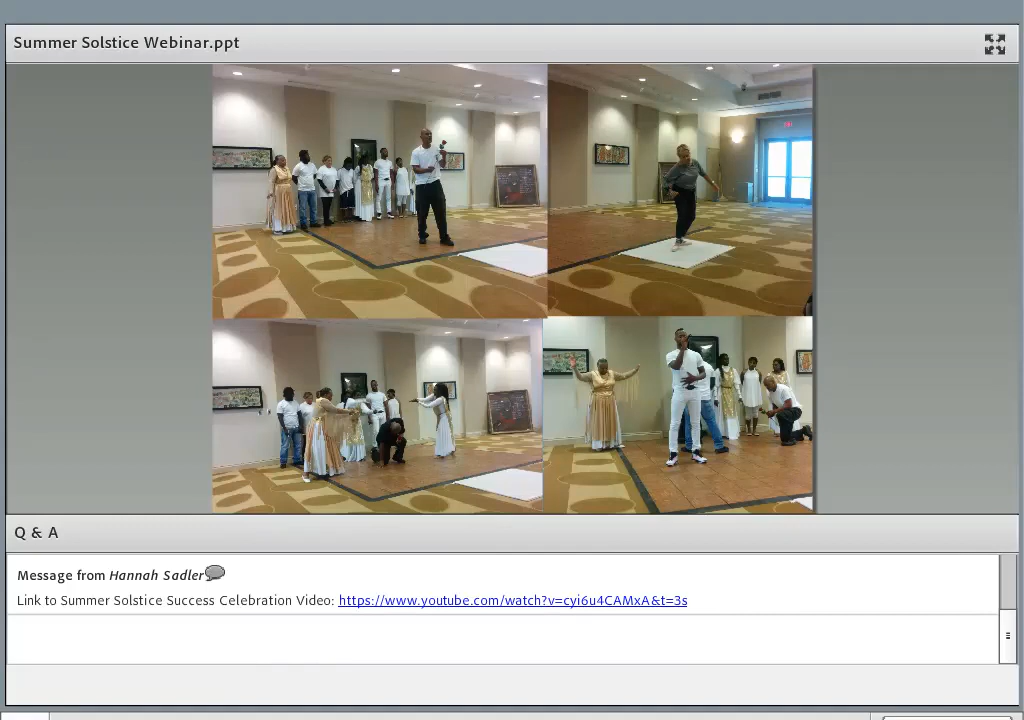 Summer Solstice Webinar.ppt
Q & A
Message from Hannah Sadler
Link to Summer Solstice Success Celebration Video: https://www.youtube.com/watch?v=cyi6u4CAMxA&t=3s